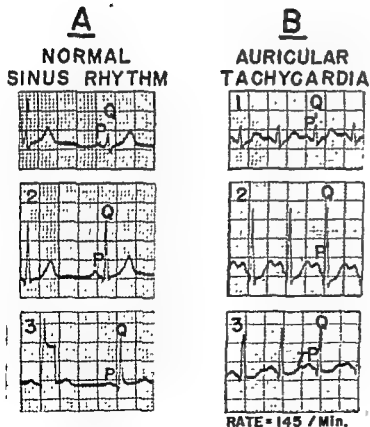 A
NORMAL
SINUS RHYTHM
1
Q
P
2
Q
P
3
Q
P
B
AURICULAR
TACHYCARDIA
1
Q
P
2
Q
P
3
Q
P
RATE=145/Min.